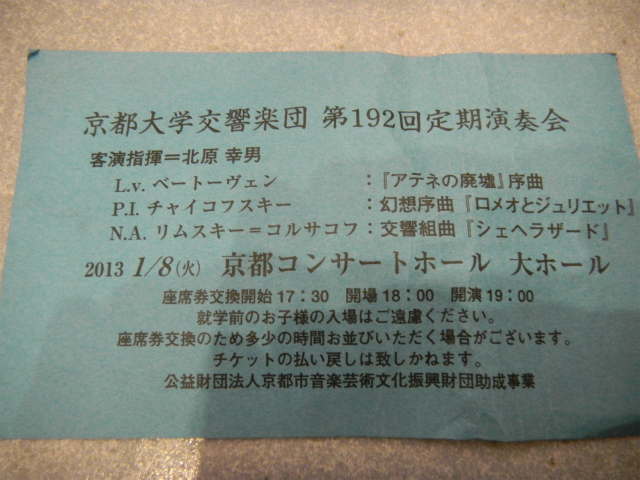 京都大学交響楽団 第192回定期演奏会
客演指揮=北原 幸男
L.v. ベートーヴェン :『アテネの廃墟』序曲
P.I. チャイコフスキー : 幻想序曲『ロメオとジュリエット』
N.A. リムスキー=コルサコフ : 交響組曲『シェヘラザード』
2013 1/8(火) 京都コンサートホール 大ホール
座席券交換開始17:30 開場18:00 開演19:00
就学前のお子様の入場はご遠慮ください。
座席券交換のため多少の時間お並びいただく場合がございます。
チケットの払い戻しは致しかねます。
公益財団法人京都市音楽芸術文化振興財団助成事業